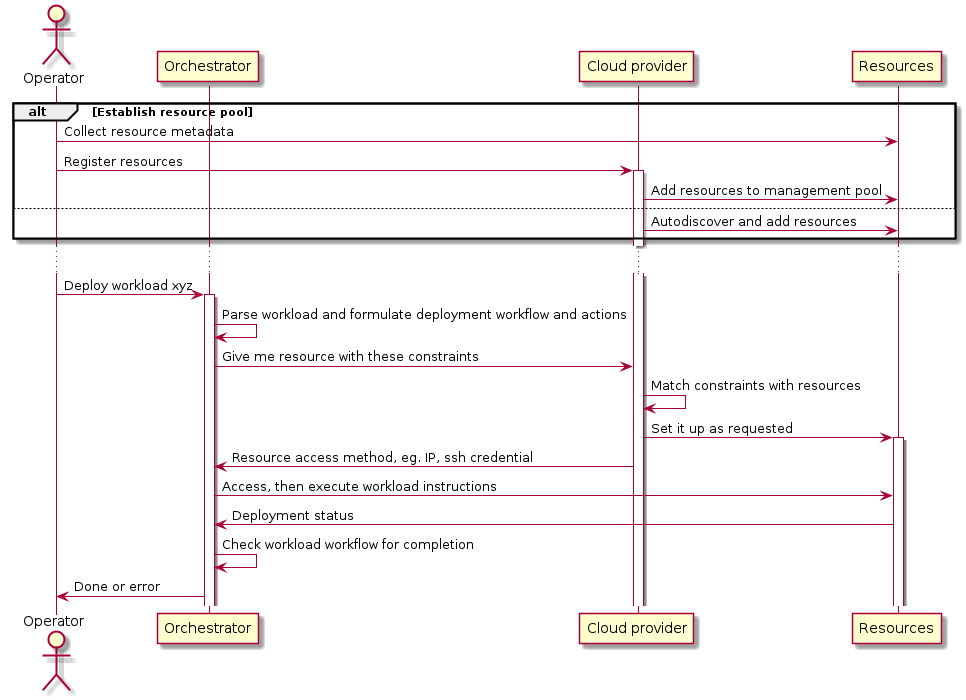 Operator
Orchestrator
Cloud provider
Resources
alt
[Establish resource pool]
Collect resource metadata
Register resources
Add resources to management pool
Autodiscover and add resources
Deploy workload xyz
Parse workload and formulate deployment workflow and actions
Give me resource with these constraints
Match constraints with resources
Set it up as requested
Resource access method, eg. IP, ssh credential
Access, then execute workload instructions
Deployment status
Check workload workflow for completion
Done or error
Operator
Orchestrator
Cloud provider
Resources